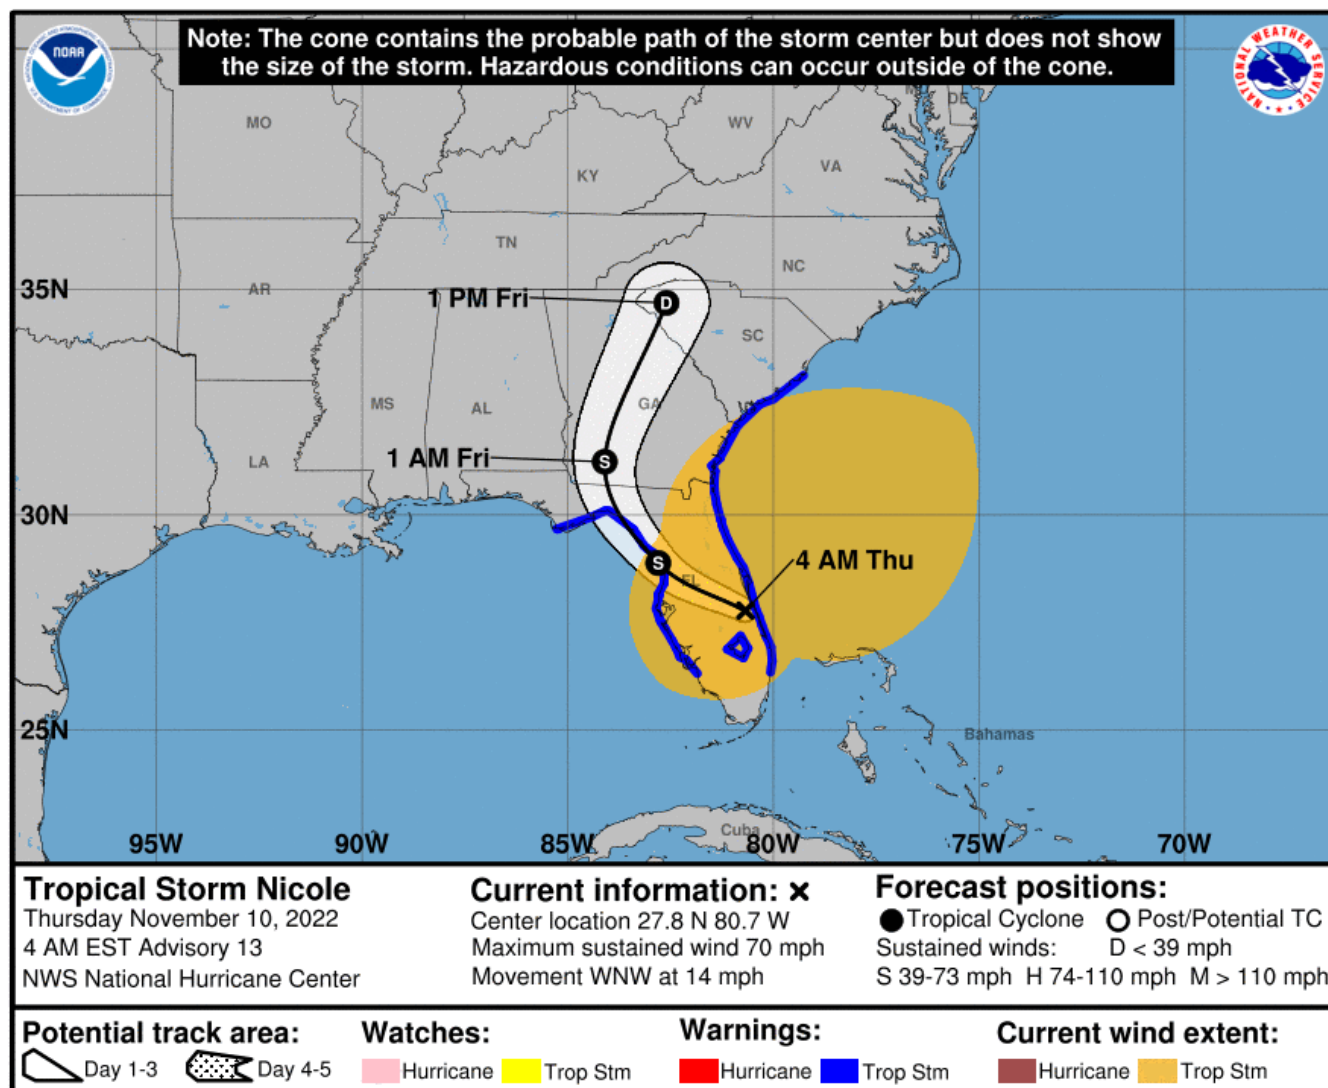 Note: The cone contains the probable path of the storm center but does not show
the size of the storm. Hazardous conditions can occur outside of the cone.
NOAA
NATIONAL WEATHER SERVICE
DE
MO
WV
KY
VA
TN
NC
35N
AR
1 PM Fri
D
SC
MS
AL
GA
1 AM Fri
S
LA
30N
4 AM Thu
S
FL
25N
Bahamas
Cuba
95W
90W
85W
80W
75W
70W
Tropical Storm Nicole
Thursday November 10, 2022
4 AM EST Advisory 13
NWS National Hurricane Center
Current information: ×
Center location 27.8 N 80.7 W
Maximum sustained wind 70 mph
Movement WNW at 14 mph
Forecast positions:
Tropical Cyclone Post/Potential TC
Sustained winds: D < 39 mph
S 39-73 mph H 74-110 mph M > 110 mph
Potential track area:
Day 1-3 Day 4-5
Watches:
Hurricane Trop Stm
Warnings:
Hurricane Trop Stm
Current wind extent:
Hurricane Trop Stm